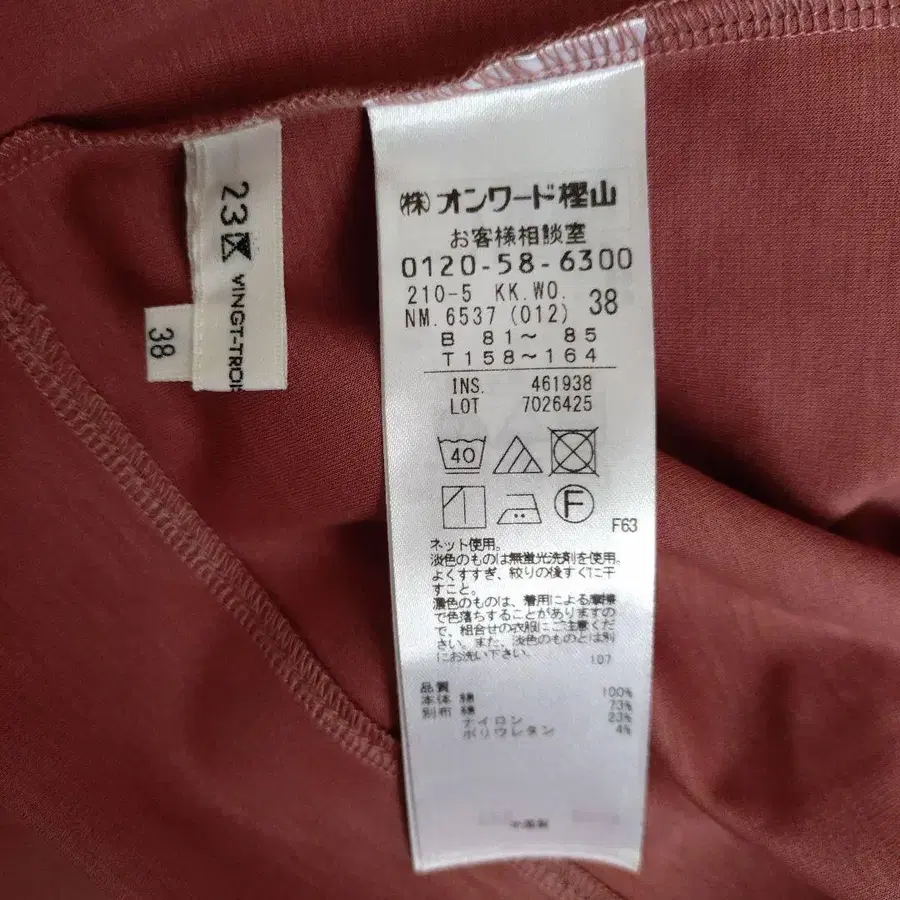 23区
VINGT-TROIS
38
㈱オンワード樫山
お客様相談室
0120-58-6300
210-5 KK.WO.
NM.6537 (012) 38
B 81〜 85
T158〜164
INS. 461938
LOT 7026425
40
F
F63
ネット使用。
淡色のものは無蛍光洗剤を使用。
よくすすぎ、絞りの後すぐに干
すこと。
濃色のものは、着用による摩擦
で色落ちすることがありますの
で、組合せの衣服にご注意くだ
さい。また、淡色のものとは別
にお洗い下さい。 107
品質
本体 綿 100%
別布 綿 73%
ナイロン 23%
ポリウレタン 4%